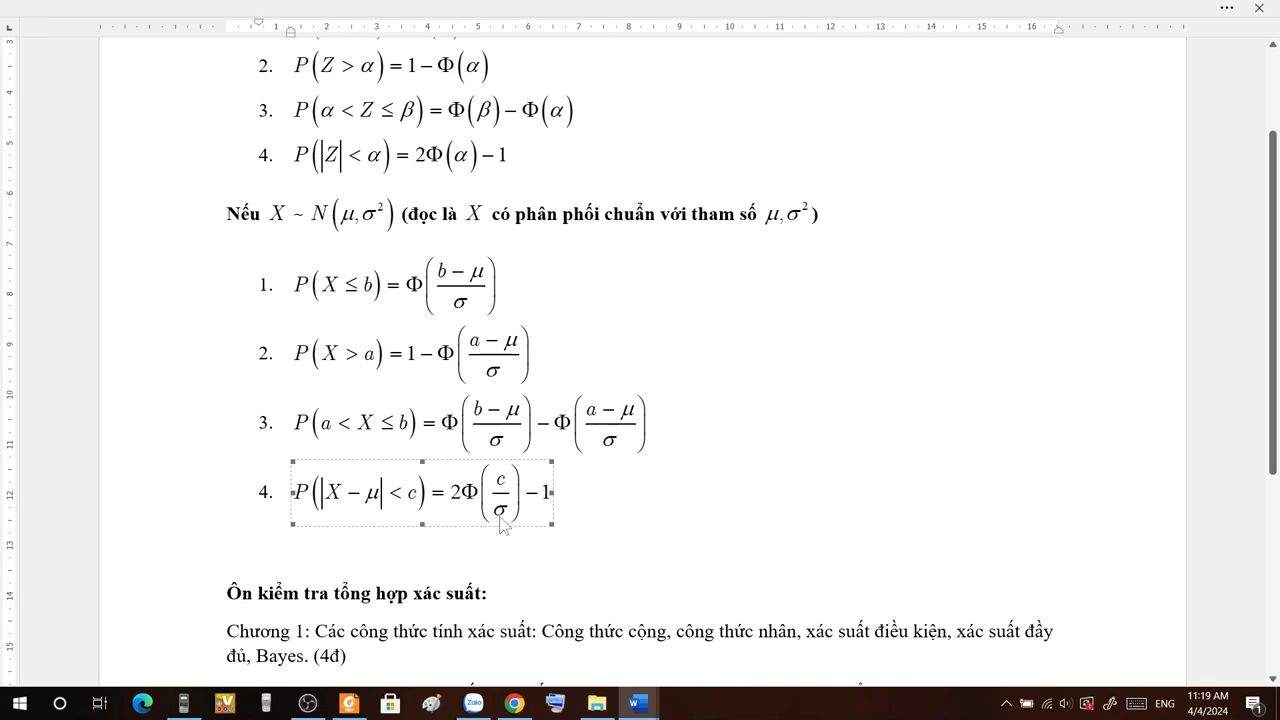 2. P(Z > α) = 1 − Φ(α)
3. P(α < Z ≤ β) = Φ(β) − Φ(α)
4. P(|Z| < α) = 2Φ(α) − 1
Nếu X ~ N(μ, σ²) (đọc là X có phân phối chuẩn với tham số μ, σ²)
1. P(X ≤ b) = Φ((b − μ)/σ)
2. P(X > a) = 1 − Φ((a − μ)/σ)
3. P(a < X ≤ b) = Φ((b − μ)/σ) − Φ((a − μ)/σ)
4. P(|X − μ| < c) = 2Φ(c/σ) − 1
Ôn kiểm tra tổng hợp xác suất:
Chương 1: Các công thức tính xác suất: Công thức cộng, công thức nhân, xác suất điều kiện, xác suất đầy
đủ, Bayes. (4đ)
Zalo
ENG
11:19 AM
4/4/2024